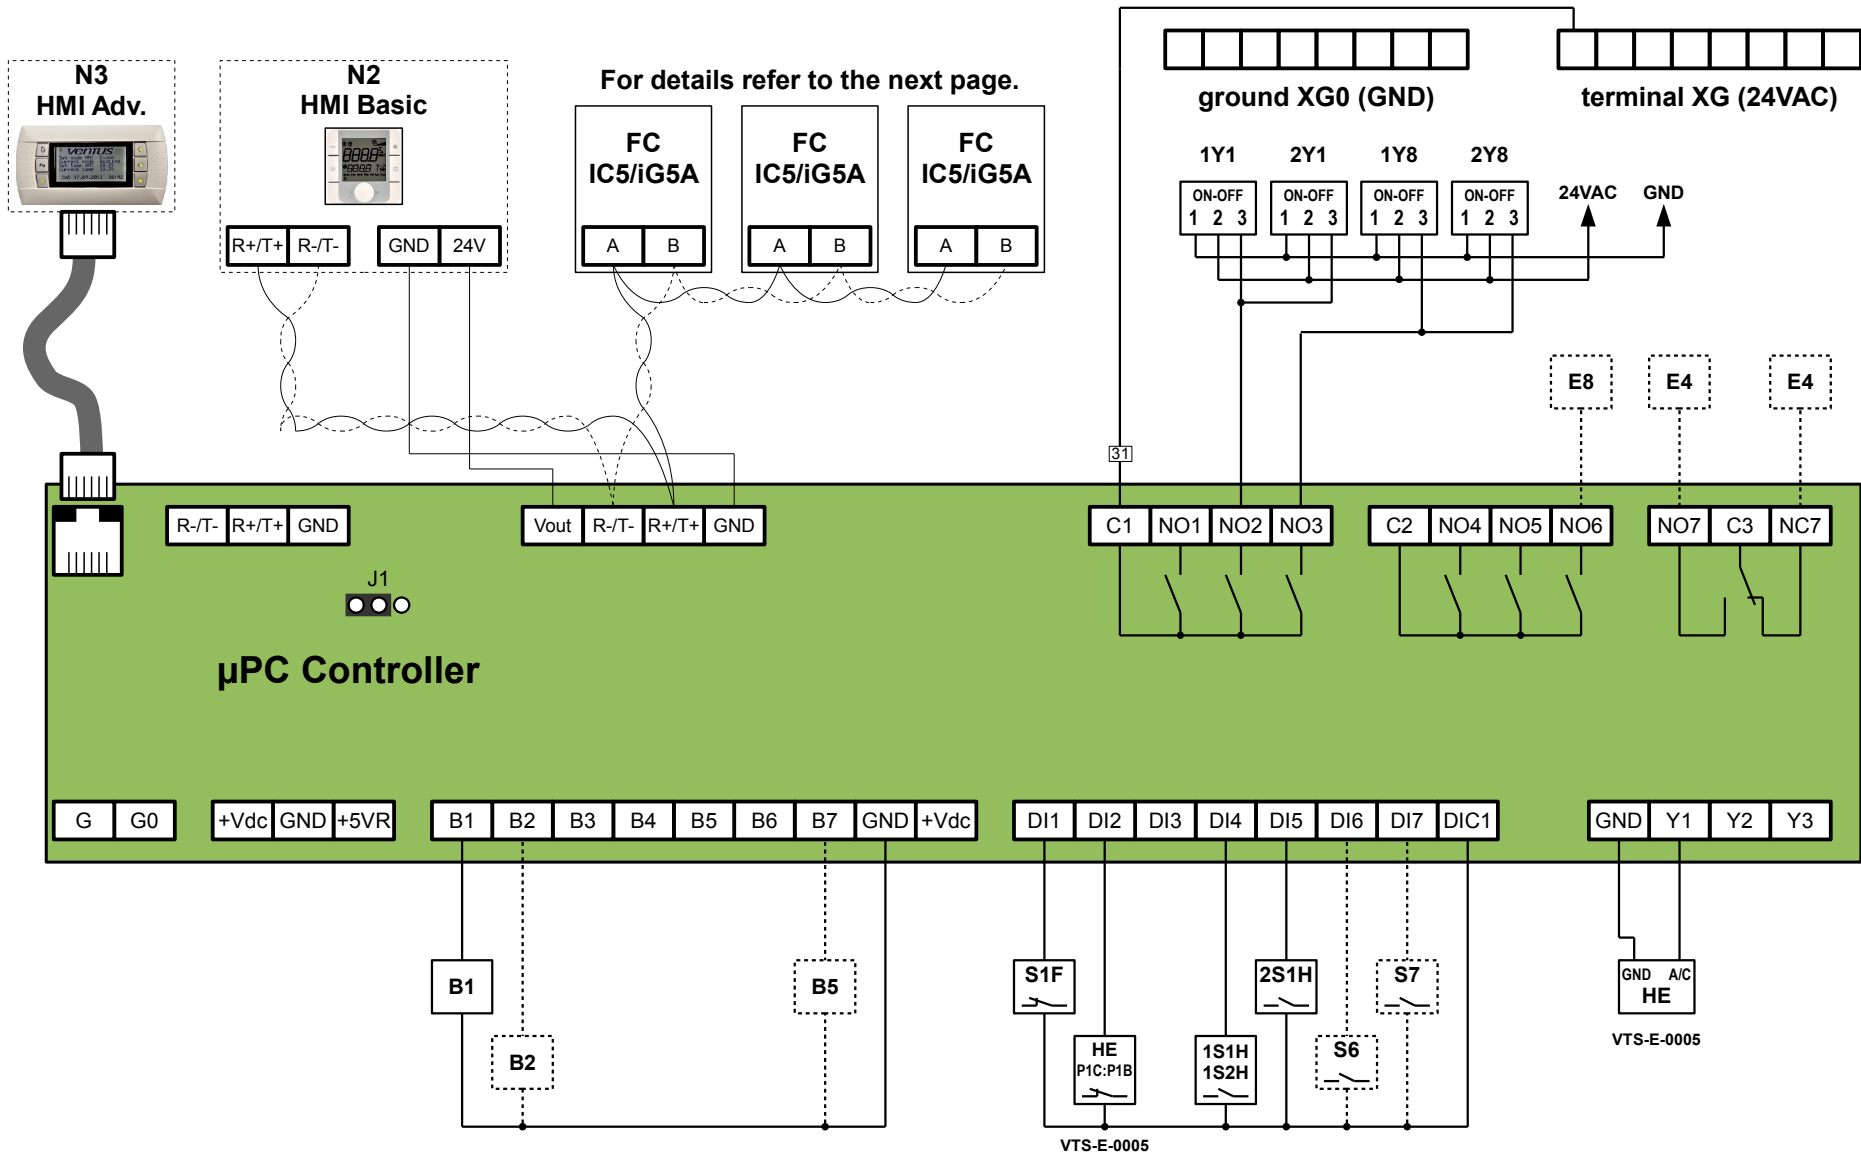 N3
HMI Adv.
VENTUS
N2
HMI Basic
For details refer to the next page.
ground XG0 (GND)
terminal XG (24VAC)
FC
IC5/iG5A
FC
IC5/iG5A
FC
IC5/iG5A
1Y1 2Y1 1Y8 2Y8
ON-OFF ON-OFF ON-OFF ON-OFF
1 2 3 1 2 3 1 2 3 1 2 3
24VAC GND
R+/T+ R-/T- GND 24V
A B A B A B
E8 E4 E4
31
R-/T- R+/T+ GND
Vout R-/T- R+/T+ GND
C1 NO1 NO2 NO3
C2 NO4 NO5 NO6
NO7 C3 NC7
J1
µPC Controller
G G0
+Vdc GND +5VR
B1 B2 B3 B4 B5 B6 B7 GND +Vdc
DI1 DI2 DI3 DI4 DI5 DI6 DI7 DIC1
GND Y1 Y2 Y3
B1
B5
B2
S1F
2S1H
S7
HE
P1C:P1B
1S1H
1S2H
S6
VTS-E-0005
GND A/C
HE
VTS-E-0005